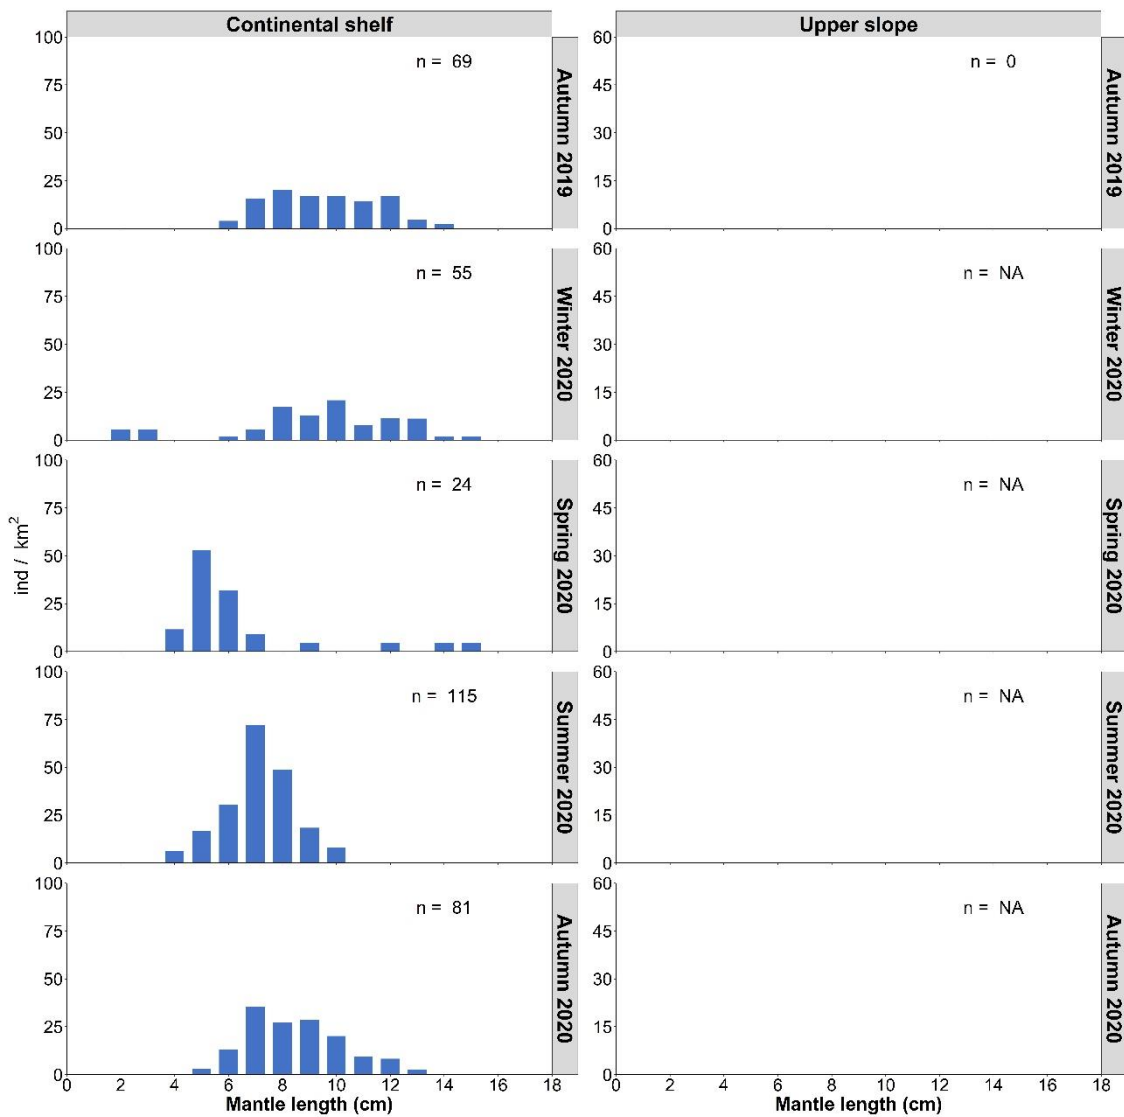 Continental shelf
Upper slope
100
75
50
25
0
n = 69
60
45
30
15
0
n = 0
Autumn 2019
100
75
50
25
0
n = 55
60
45
30
15
0
n = NA
Winter 2020
100
75
50
25
0
n = 24
60
45
30
15
0
n = NA
Spring 2020
ind / km²
100
75
50
25
0
n = 115
60
45
30
15
0
n = NA
Summer 2020
100
75
50
25
0
n = 81
60
45
30
15
0
n = NA
Autumn 2020
0 2 4 6 8 10 12 14 16 18
0 2 4 6 8 10 12 14 16 18
Mantle length (cm)
Mantle length (cm)
Autumn 2019
Winter 2020
Spring 2020
Summer 2020
Autumn 2020